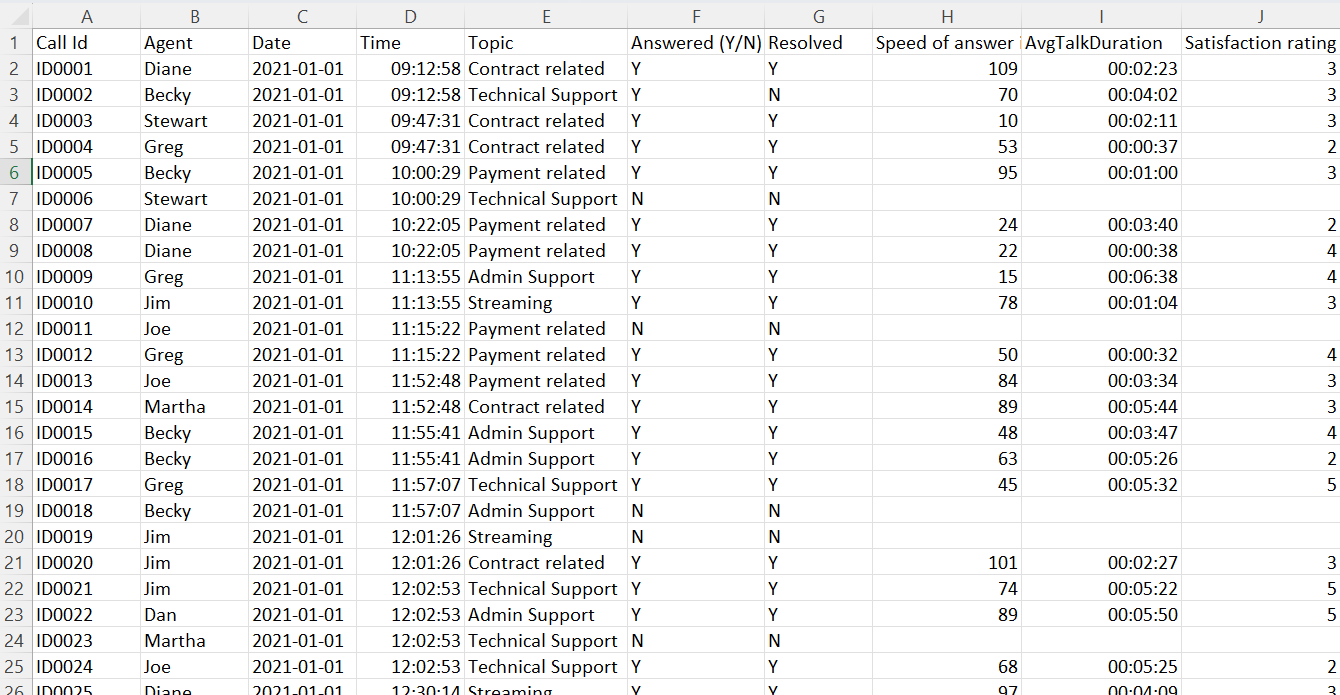 A B C D E F G H I J
1 Call Id Agent Date Time Topic Answered (Y/N) Resolved Speed of answer AvgTalkDuration Satisfaction rating
2 ID0001 Diane 2021-01-01 09:12:58 Contract related Y Y 109 00:02:23 3
3 ID0002 Becky 2021-01-01 09:12:58 Technical Support Y N 70 00:04:02 3
4 ID0003 Stewart 2021-01-01 09:47:31 Contract related Y Y 10 00:02:11 3
5 ID0004 Greg 2021-01-01 09:47:31 Contract related Y Y 53 00:00:37 2
6 ID0005 Becky 2021-01-01 10:00:29 Payment related Y Y 95 00:01:00 3
7 ID0006 Stewart 2021-01-01 10:00:29 Technical Support N N
8 ID0007 Diane 2021-01-01 10:22:05 Payment related Y Y 24 00:03:40 2
9 ID0008 Diane 2021-01-01 10:22:05 Payment related Y Y 22 00:00:38 4
10 ID0009 Greg 2021-01-01 11:13:55 Admin Support Y Y 15 00:06:38 4
11 ID0010 Jim 2021-01-01 11:13:55 Streaming Y Y 78 00:01:04 3
12 ID0011 Joe 2021-01-01 11:15:22 Payment related N N
13 ID0012 Greg 2021-01-01 11:15:22 Payment related Y Y 50 00:00:32 4
14 ID0013 Joe 2021-01-01 11:52:48 Payment related Y Y 84 00:03:34 3
15 ID0014 Martha 2021-01-01 11:52:48 Contract related Y Y 89 00:05:44 3
16 ID0015 Becky 2021-01-01 11:55:41 Admin Support Y Y 48 00:03:47 4
17 ID0016 Becky 2021-01-01 11:55:41 Admin Support Y Y 63 00:05:26 2
18 ID0017 Greg 2021-01-01 11:57:07 Technical Support Y Y 45 00:05:32 5
19 ID0018 Becky 2021-01-01 11:57:07 Admin Support N N
20 ID0019 Jim 2021-01-01 12:01:26 Streaming N N
21 ID0020 Jim 2021-01-01 12:01:26 Contract related Y Y 101 00:02:27 3
22 ID0021 Jim 2021-01-01 12:02:53 Technical Support Y Y 74 00:05:22 5
23 ID0022 Dan 2021-01-01 12:02:53 Admin Support Y Y 89 00:05:50 5
24 ID0023 Martha 2021-01-01 12:02:53 Technical Support N N
25 ID0024 Joe 2021-01-01 12:02:53 Technical Support Y Y 68 00:05:25 2
26 ID0025 Diane 2021-01-01 12:30:14 Streaming Y Y 97 00:04:09 3